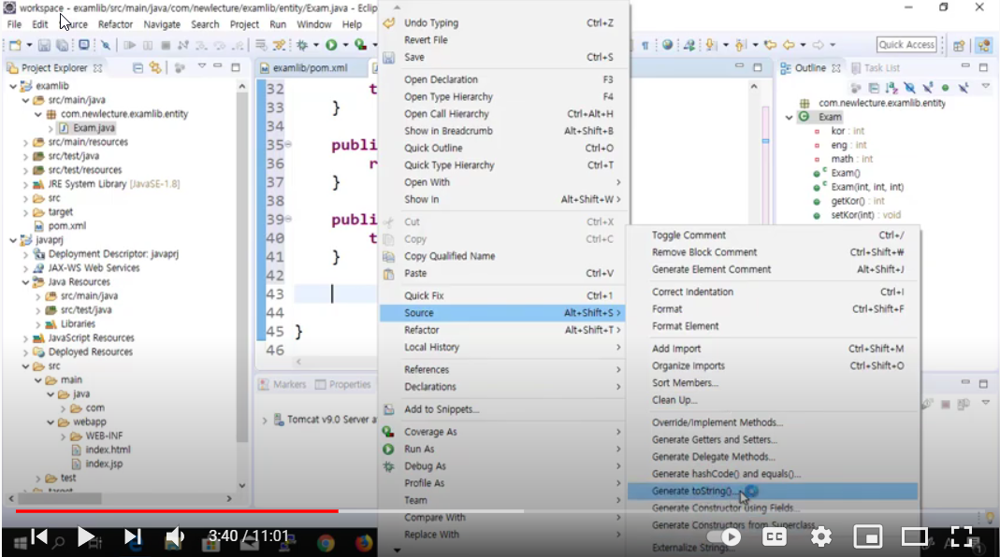 workspace - examlib/src/main/java/com/newlecture/examlib/entity/Exam.java - Eclip
File Edit Source Refactor Navigate Search Project Run Window Help
Quick Access
Project Explorer
examlib
src/main/java
com.newlecture.examlib.entity
Exam.java
src/main/resources
src/test/java
src/test/resources
JRE System Library [JavaSE-1.8]
src
target
pom.xml
javaprj
Deployment Descriptor: javaprj
JAX-WS Web Services
Java Resources
src/main/java
src/test/java
Libraries
JavaScript Resources
Deployed Resources
src
main
java
com
webapp
WEB-INF
index.html
index.jsp
test
target
examlib/pom.xml
32 t
33 }
34
35 publi
36 r
37 }
38
39 publi
40 t
41 }
42
43
44
45 }
46
Markers Properties
Tomcat v9.0 Server a
Undo Typing Ctrl+Z
Revert File
Save Ctrl+S
Open Declaration F3
Open Type Hierarchy F4
Open Call Hierarchy Ctrl+Alt+H
Show in Breadcrumb Alt+Shift+B
Quick Outline Ctrl+O
Quick Type Hierarchy Ctrl+T
Open With
Show In Alt+Shift+W
Cut Ctrl+X
Copy Ctrl+C
Copy Qualified Name
Paste Ctrl+V
Quick Fix Ctrl+1
Source Alt+Shift+S
Refactor Alt+Shift+T
Local History
References
Declarations
Add to Snippets...
Coverage As
Run As
Debug As
Profile As
Team
Compare With
Replace With
Toggle Comment Ctrl+/
Remove Block Comment Ctrl+Shift+₩
Generate Element Comment Alt+Shift+J
Correct Indentation Ctrl+I
Format Ctrl+Shift+F
Format Element
Add Import Ctrl+Shift+M
Organize Imports Ctrl+Shift+O
Sort Members...
Clean Up...
Override/Implement Methods...
Generate Getters and Setters...
Generate Delegate Methods...
Generate hashCode() and equals()...
Generate toString()...
Generate Constructor using Fields...
Generate Constructors from Superclass...
Externalize Strings...
Outline Task List
com.newlecture.examlib.entity
Exam
kor : int
eng : int
math : int
Exam()
Exam(int, int, int)
getKor() : int
setKor(int) : void
3:40 / 11:01
CC